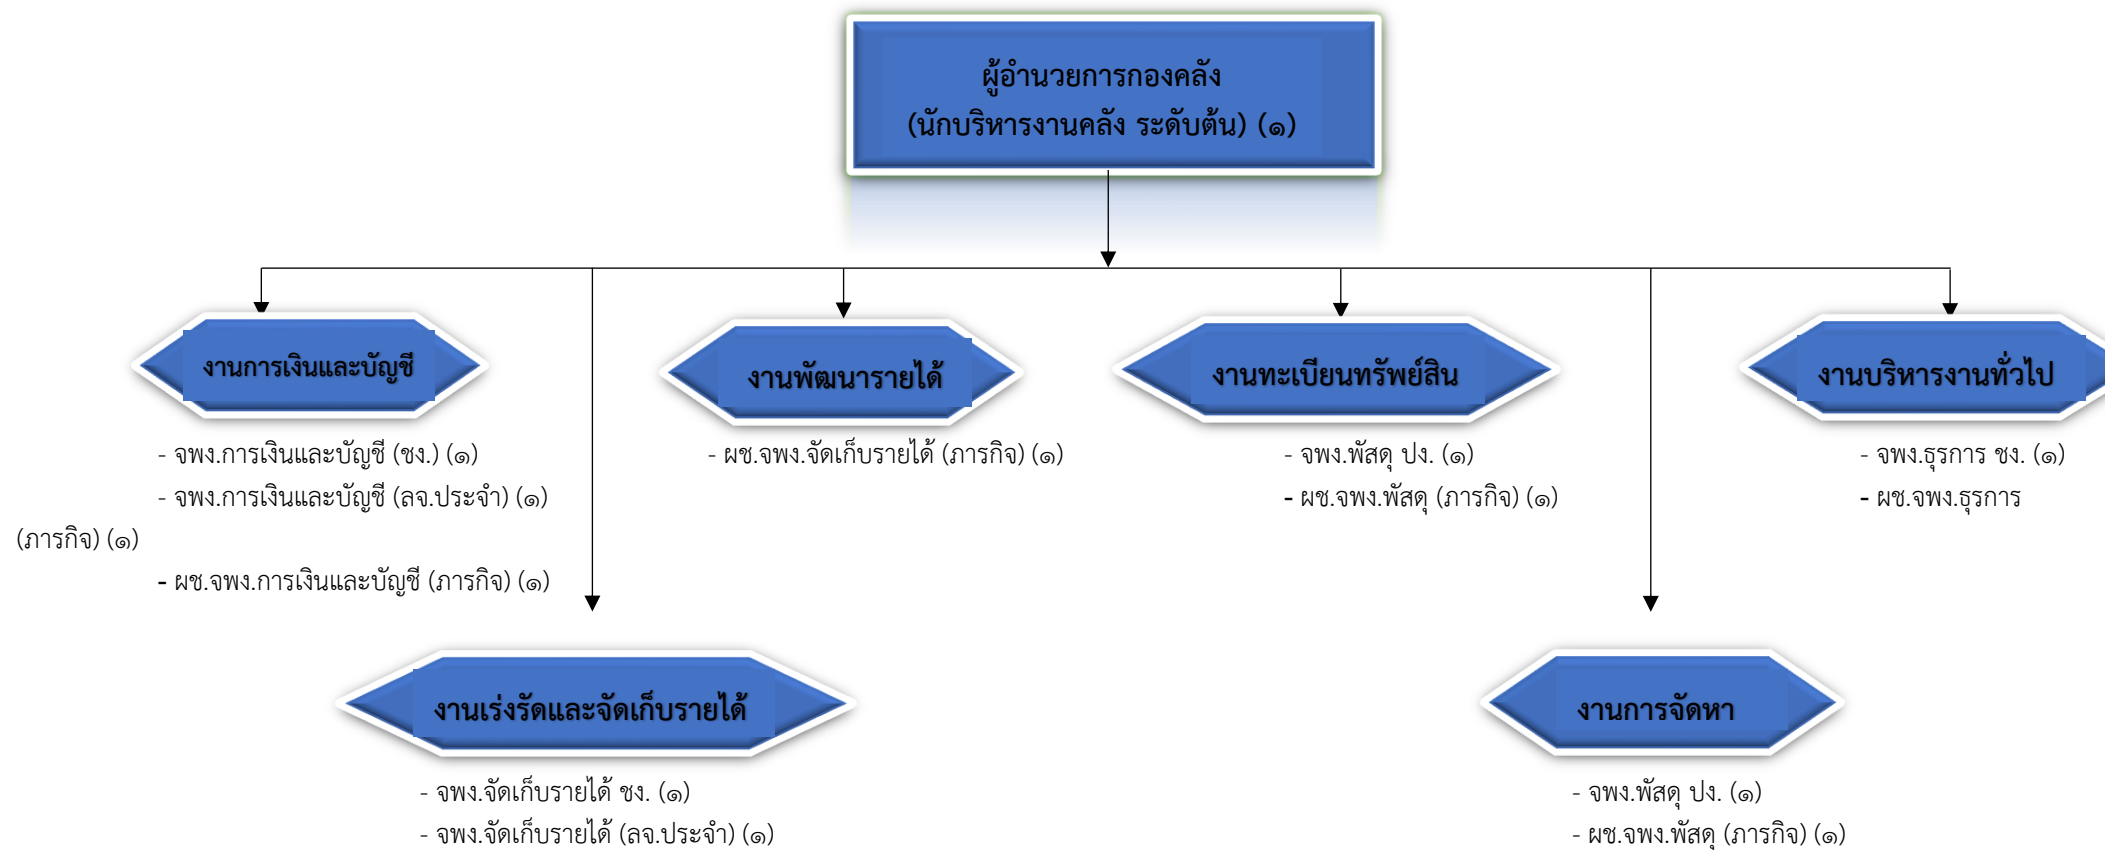 ผู้อำนวยการกองคลัง
(นักบริหารงานคลัง ระดับต้น) (๑)
งานการเงินและบัญชี
งานพัฒนารายได้
งานทะเบียนทรัพย์สิน
งานบริหารงานทั่วไป
- จพง.การเงินและบัญชี (ชง.) (๑)
- ผช.จพง.จัดเก็บรายได้ (ภารกิจ) (๑)
- จพง.พัสดุ ปง. (๑)
- จพง.ธุรการ ชง. (๑)
- จพง.การเงินและบัญชี (ลจ.ประจำ) (๑)
- ผช.จพง.พัสดุ (ภารกิจ) (๑)
- ผช.จพง.ธุรการ
(ภารกิจ) (๑)
- ผช.จพง.การเงินและบัญชี (ภารกิจ) (๑)
งานเร่งรัดและจัดเก็บรายได้
งานการจัดหา
- จพง.จัดเก็บรายได้ ชง. (๑)
- จพง.พัสดุ ปง. (๑)
- จพง.จัดเก็บรายได้ (ลจ.ประจำ) (๑)
- ผช.จพง.พัสดุ (ภารกิจ) (๑)